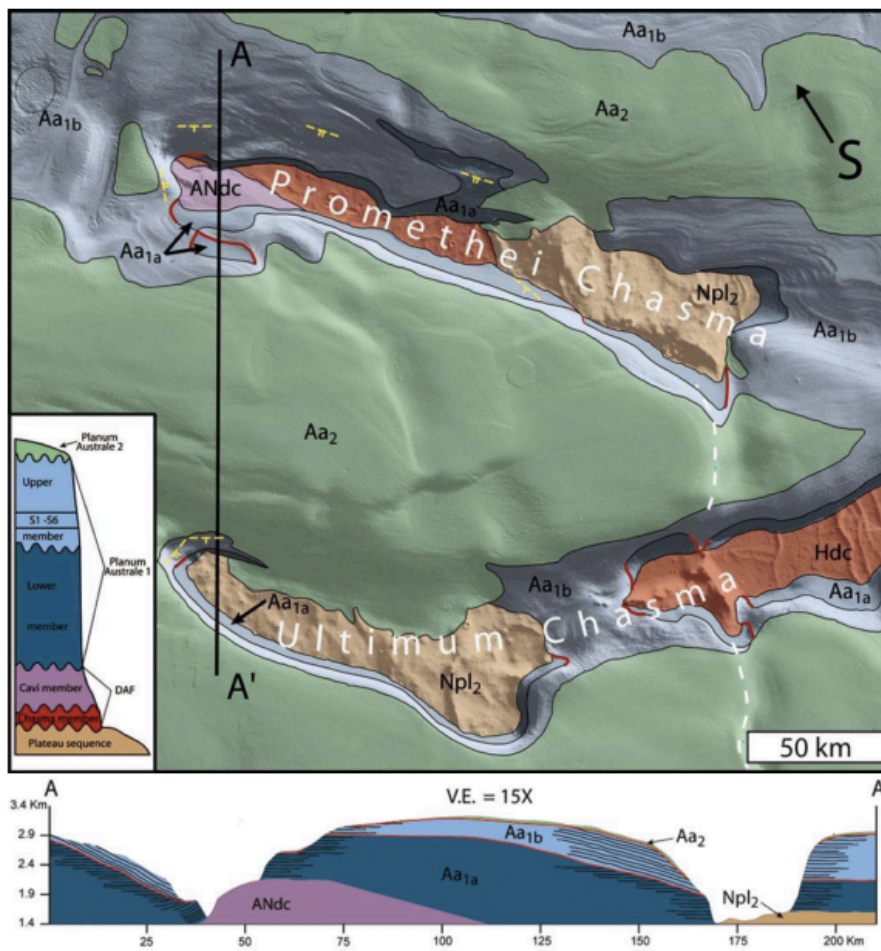 A
Aa1b
Aa1b
Aa2
S
ANdc
Aa1a
Promethei Chasma
Aa1a
Npl2
Aa1b
Aa2
Planum
Australe 2
Upper
S1 -S6
member
Planum
Australe 1
Lower
member
Cavi member
DAF
Chasma member
Plateau sequence
Aa1b
Hdc
Aa1a
Aa1a
Ultimum Chasma
Npl2
A'
50 km
A
V.E. = 15X
A
3.4 Km
2.9
2.4
1.9
1.4
Aa1b
Aa2
Aa1a
ANdc
Npl2
25
50
75
100
125
150
175
200 Km